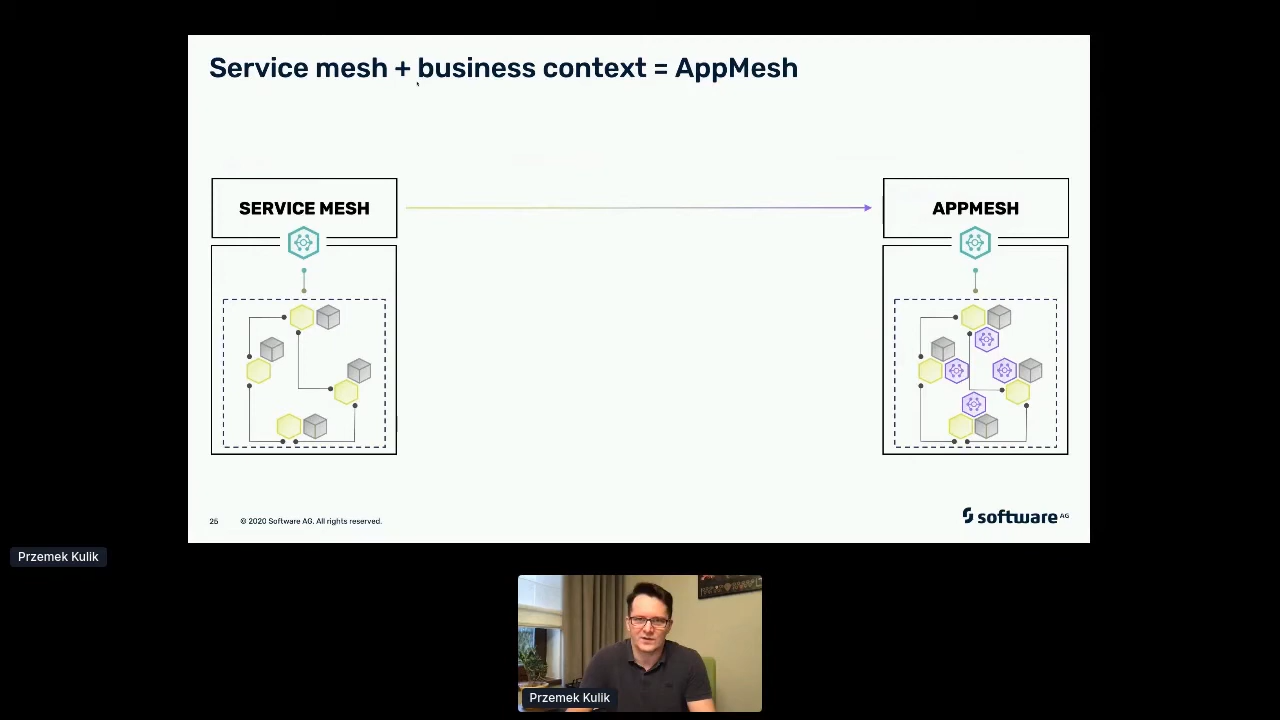 Service mesh + business context = AppMesh
SERVICE MESH
APPMESH
25
© 2020 Software AG. All rights reserved.
software AG
Przemek Kulik
Przemek Kulik